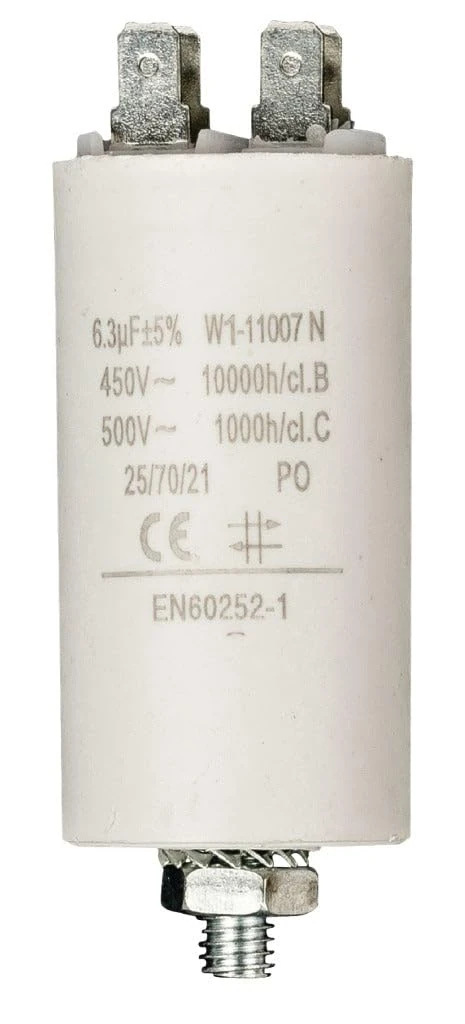 6.3µF±5% W1-11007 N
450V~ 10000h/cl.B
500V~ 1000h/cl.C
25/70/21 PO
CE
EN60252-1